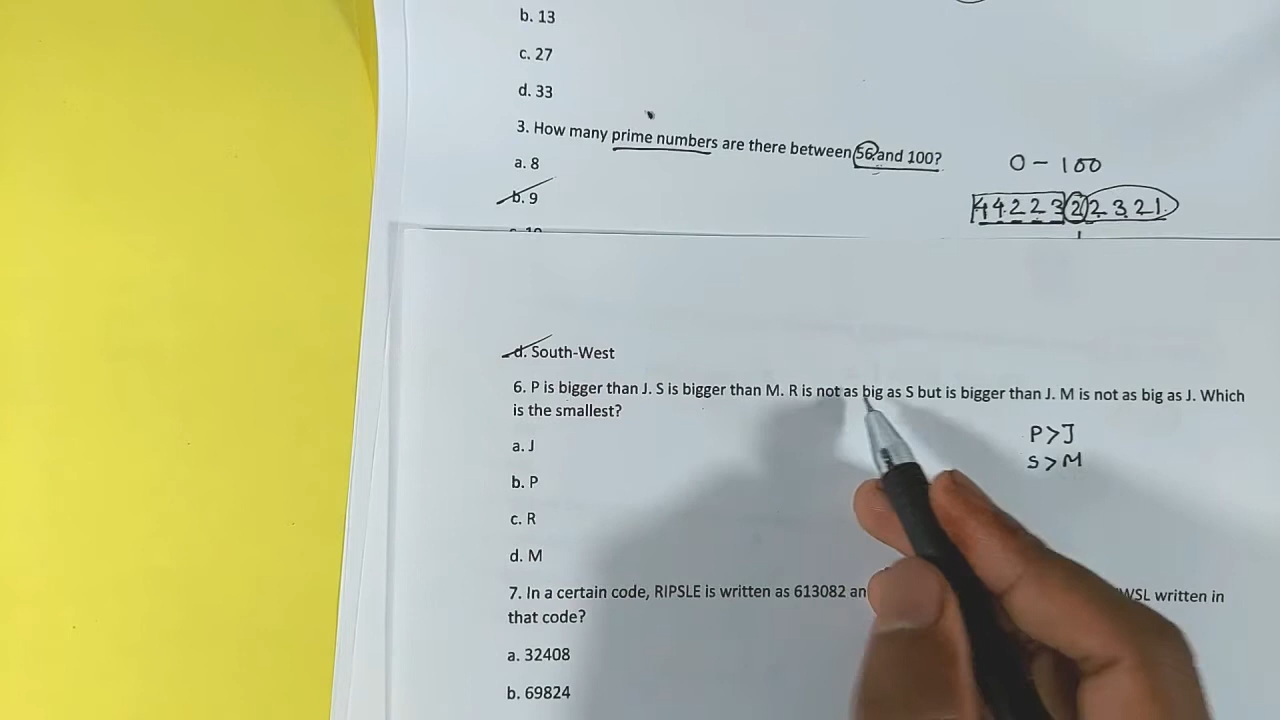 b. 13
c. 27
d. 33
3. How many prime numbers are there between 56 and 100?
a. 8
0 - 100
b. 9
4 4 2 2 3 2 2 3 2 1
d. South-West
6. P is bigger than J. S is bigger than M. R is not as big as S but is bigger than J. M is not as big as J. Which
is the smallest?
P>J
a. J
S>M
b. P
c. R
d. M
7. In a certain code, RIPSLE is written as 613082 an
WSL written in
that code?
a. 32408
b. 69824